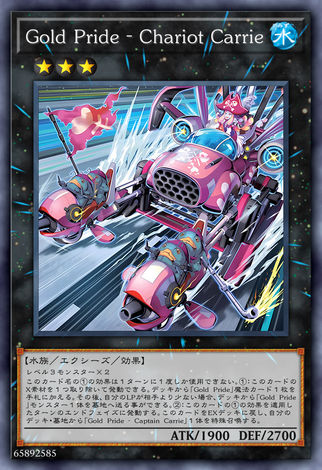 Gold Pride - Chariot Carrie
水
【水族／エクシーズ／効果】
レベル３モンスター×２
このカード名の①の効果は１ターンに１度しか使用できない。①：このカードの
X素材を１つ取り除いて発動できる。デッキから「Gold Pride」魔法カード１枚を
手札に加える。その後、自分のLPが相手より少ない場合、デッキから「Gold Pride
」モンスター１体を墓地へ送る事ができる。②：このカードの①の効果を適用し
たターンのエンドフェイズに発動する。このカードをEXデッキに戻し、自分の
デッキ・墓地から「Gold Pride - Captain Carrie」１体を特殊召喚する。
ATK/1900 DEF/2700
65892585